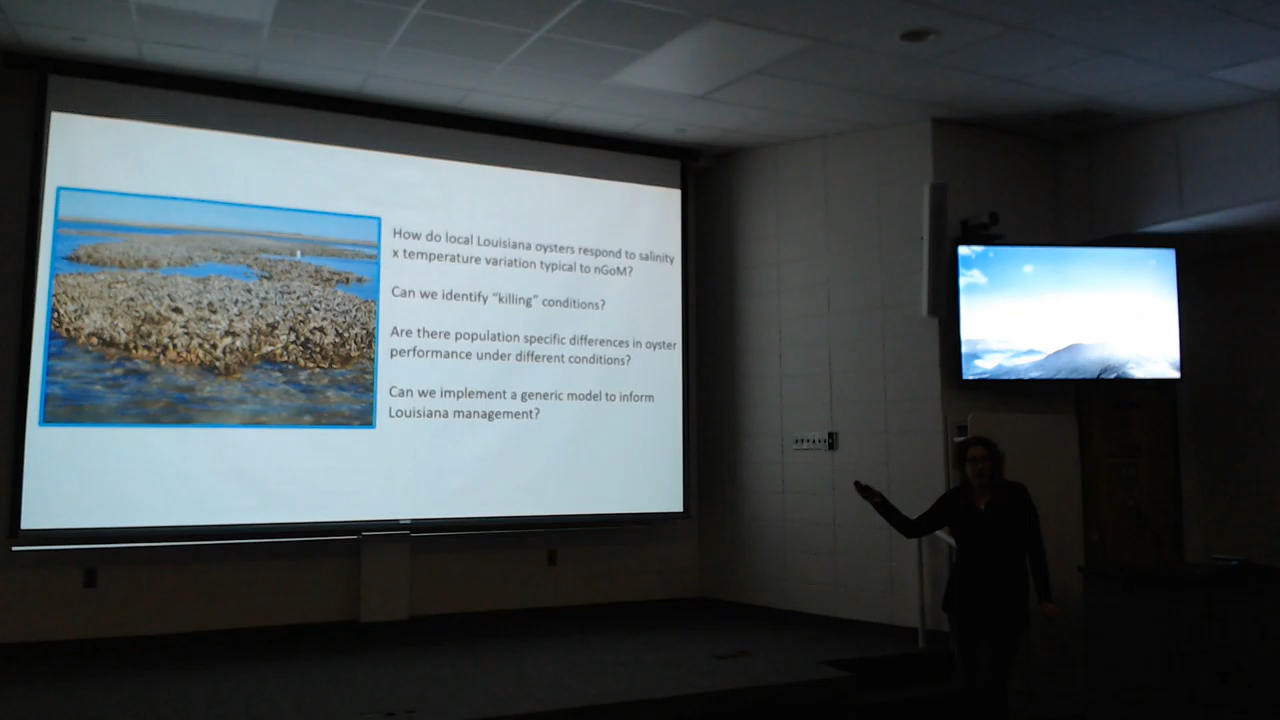 How do local Louisiana oysters respond to salinity
x temperature variation typical to nGoM?
Can we identify “killing” conditions?
Are there population specific differences in oyster
performance under different conditions?
Can we implement a generic model to inform
Louisiana management?